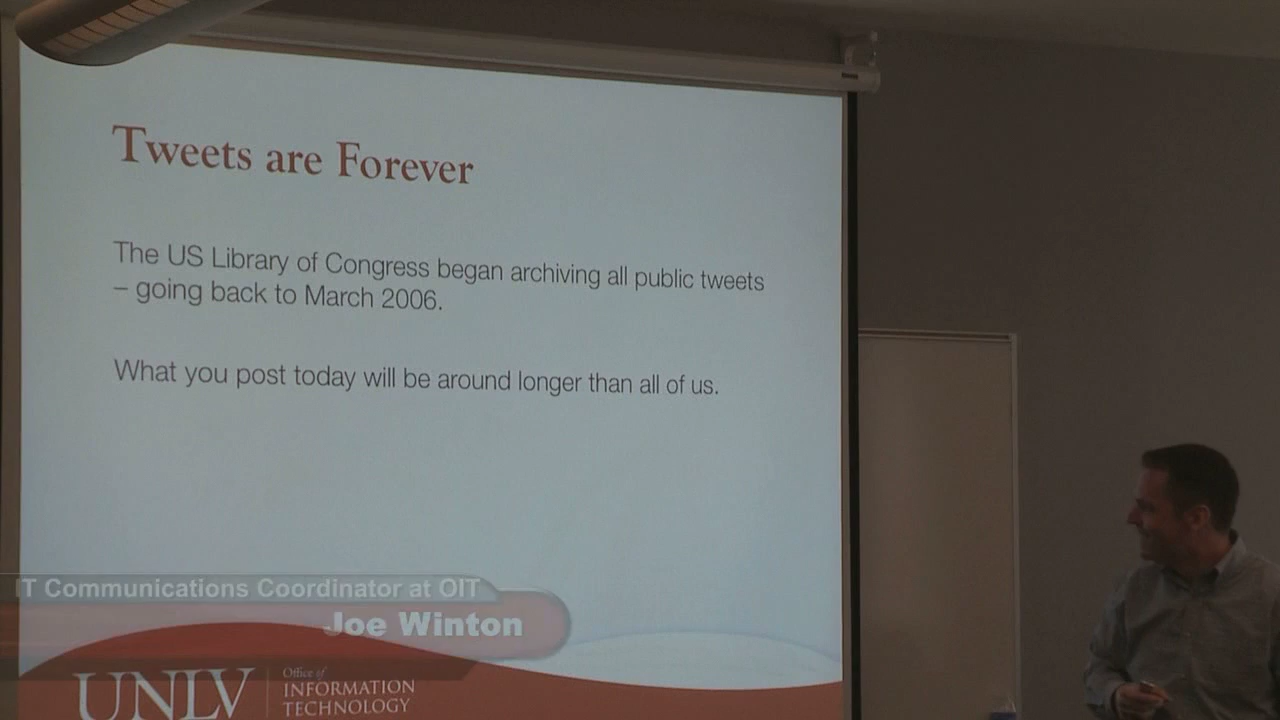 Tweets are Forever
The US Library of Congress began archiving all public tweets
– going back to March 2006.
What you post today will be around longer than all of us.
IT Communications Coordinator at OIT
Joe Winton
UNLV
Office of
INFORMATION
TECHNOLOGY